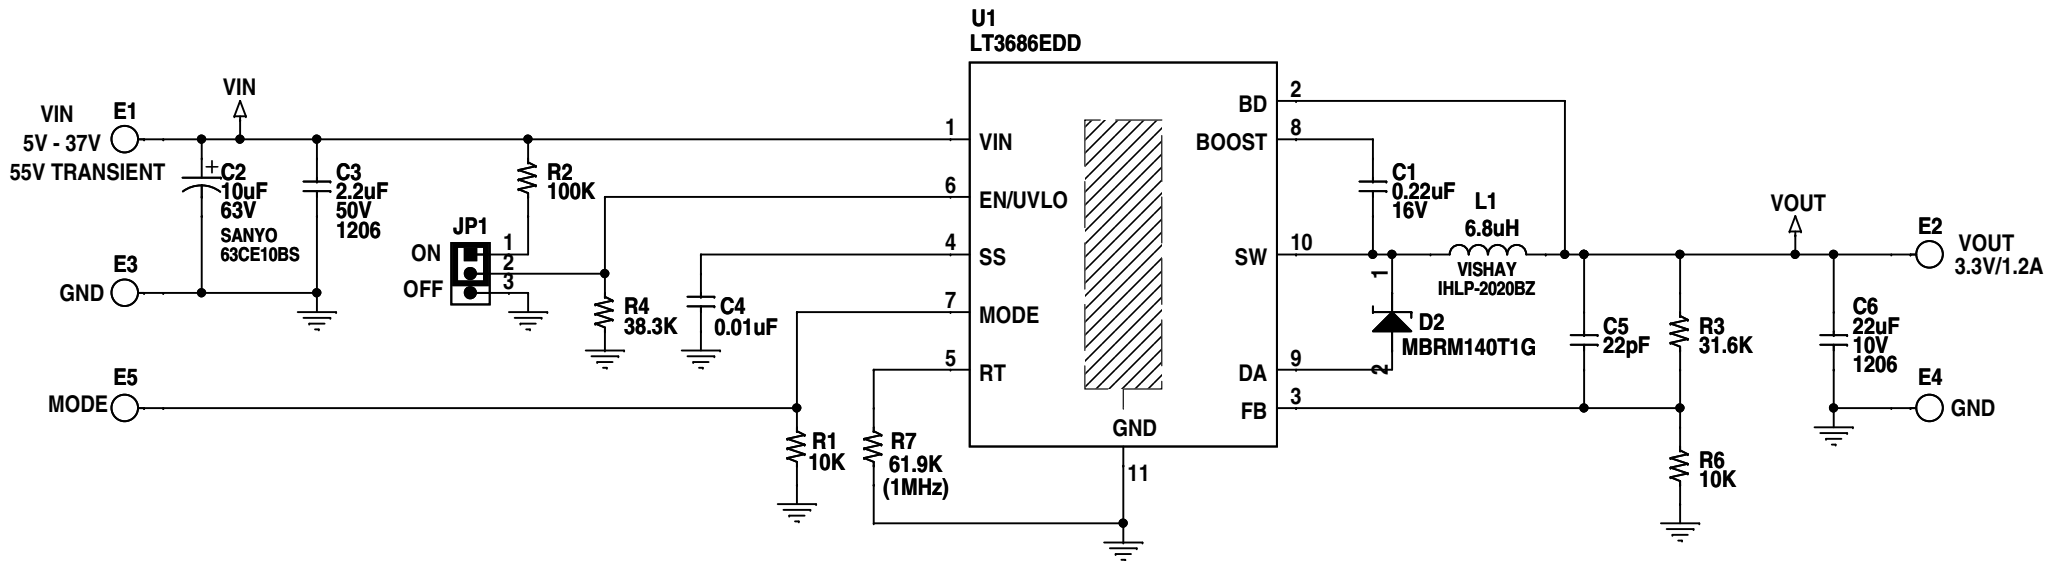 U1
LT3686EDD
VIN
5V - 37V
55V TRANSIENT
E1
VIN
+
C2
10uF
63V
SANYO
63CE10BS
C3
2.2uF
50V
1206
E3
GND
R2
100K
JP1
ON
OFF
1
2
3
R4
38.3K
C4
0.01uF
E5
MODE
R1
10K
R7
61.9K
(1MHz)
1
VIN
6
EN/UVLO
4
SS
7
MODE
5
RT
GND
11
BD
2
BOOST
8
SW
10
DA
9
FB
3
C1
0.22uF
16V
L1
6.8uH
VISHAY
IHLP-2020BZ
1
D2
MBRM140T1G
2
C5
22pF
R3
31.6K
R6
10K
VOUT
E2
VOUT
3.3V/1.2A
C6
22uF
10V
1206
E4
GND